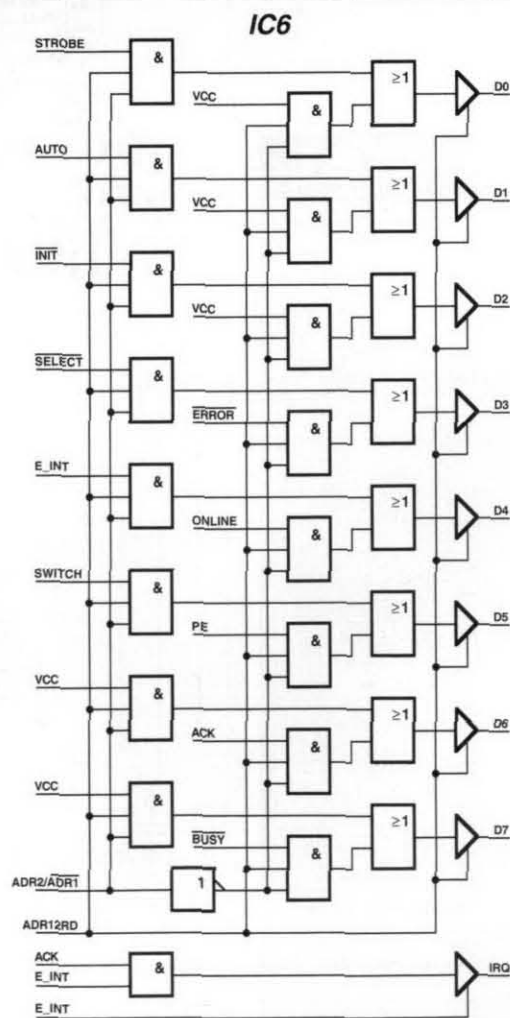 IC6
STROBE
&
≥1
D0
VCC
&
AUTO
&
≥1
D1
VCC
&
INIT
&
≥1
D2
VCC
&
SELECT
&
≥1
D3
ERROR
&
E_INT
&
≥1
D4
ONLINE
&
SWITCH
&
≥1
D5
PE
&
VCC
&
≥1
D6
ACK
&
VCC
&
≥1
D7
BUSY
&
ADR2/ADR1
1
ADR12RD
ACK
&
IRQ
E_INT
E_INT